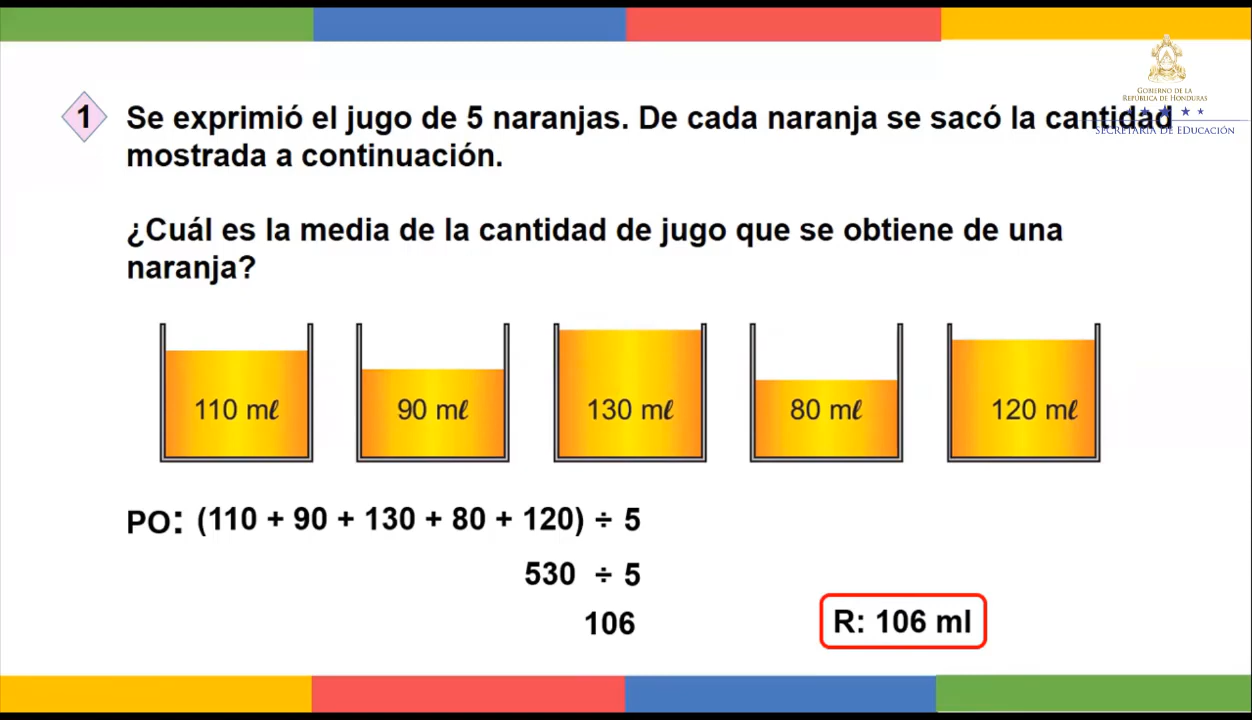 GOBIERNO DE LA
REPÚBLICA DE HONDURAS
SECRETARÍA DE EDUCACIÓN
1
Se exprimió el jugo de 5 naranjas. De cada naranja se sacó la cantidad
mostrada a continuación.
¿Cuál es la media de la cantidad de jugo que se obtiene de una
naranja?
110 mℓ 90 mℓ 130 mℓ 80 mℓ 120 mℓ
PO: (110 + 90 + 130 + 80 + 120) ÷ 5
530 ÷ 5
106
R: 106 ml